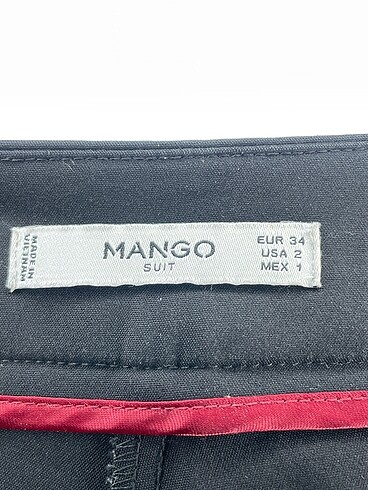 MADE IN
VIETNAM
MANGO
SUIT
EUR 34
USA 2
MEX 1